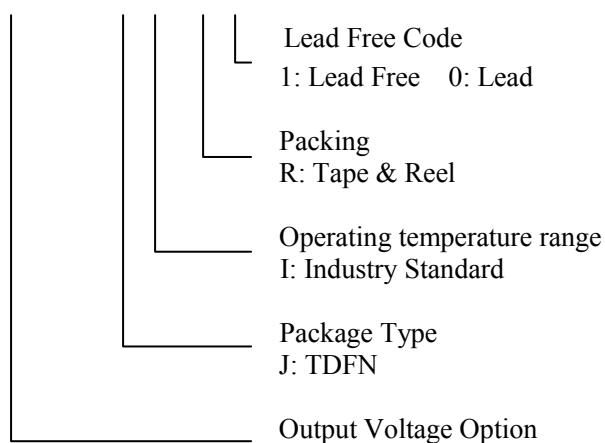 Lead Free Code
1: Lead Free 0: Lead
Packing
R: Tape & Reel
Operating temperature range
I: Industry Standard
Package Type
J: TDFN
Output Voltage Option